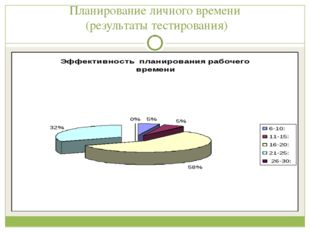 Планирование личного времени
(результаты тестирования)
Эффективность планирования рабочего
времени
0% 5% 5%
32%
58%
6-10:
11-15:
16-20:
21-25:
26-30: